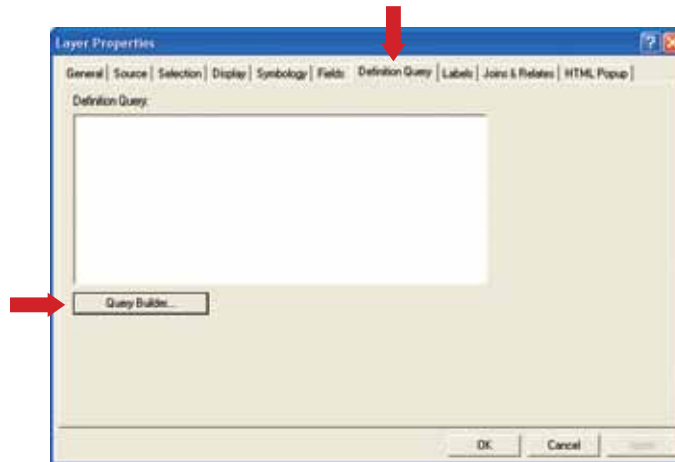 Layer Properties
General Source Selection Display Symbology Fields Definition Query Labels Joins & Relates HTML Popup
Definition Query:
Query Builder...
OK Cancel Apply